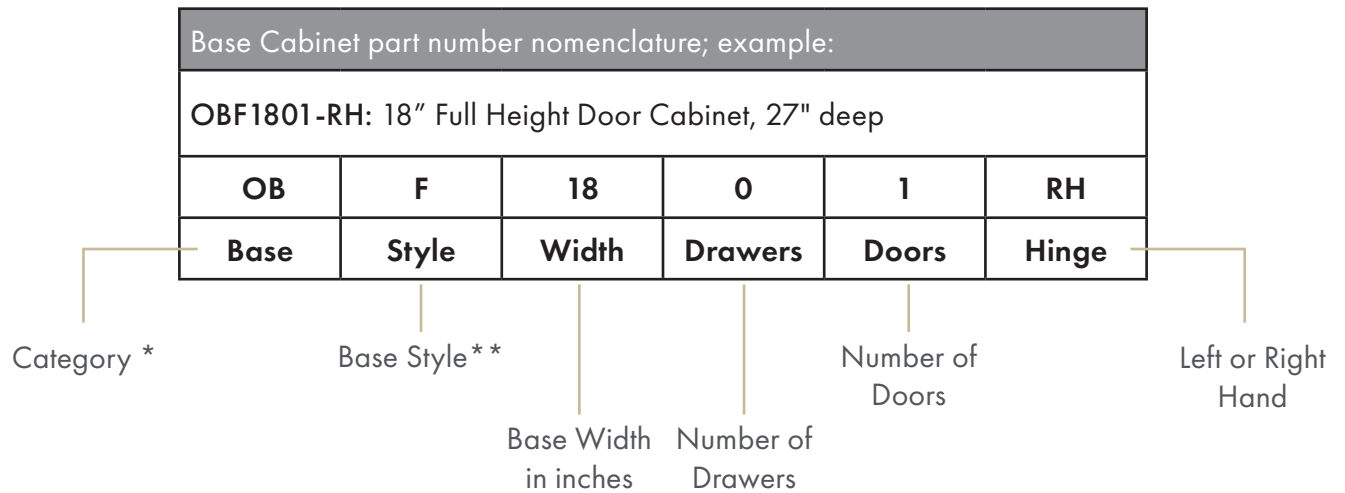 Base Cabinet part number nomenclature; example:
OBF1801-RH: 18” Full Height Door Cabinet, 27" deep
OB F 18 0 1 RH
Base Style Width Drawers Doors Hinge
Category *
Base Style**
Number of
Doors
Left or Right
Hand
Base Width
in inches
Number of
Drawers